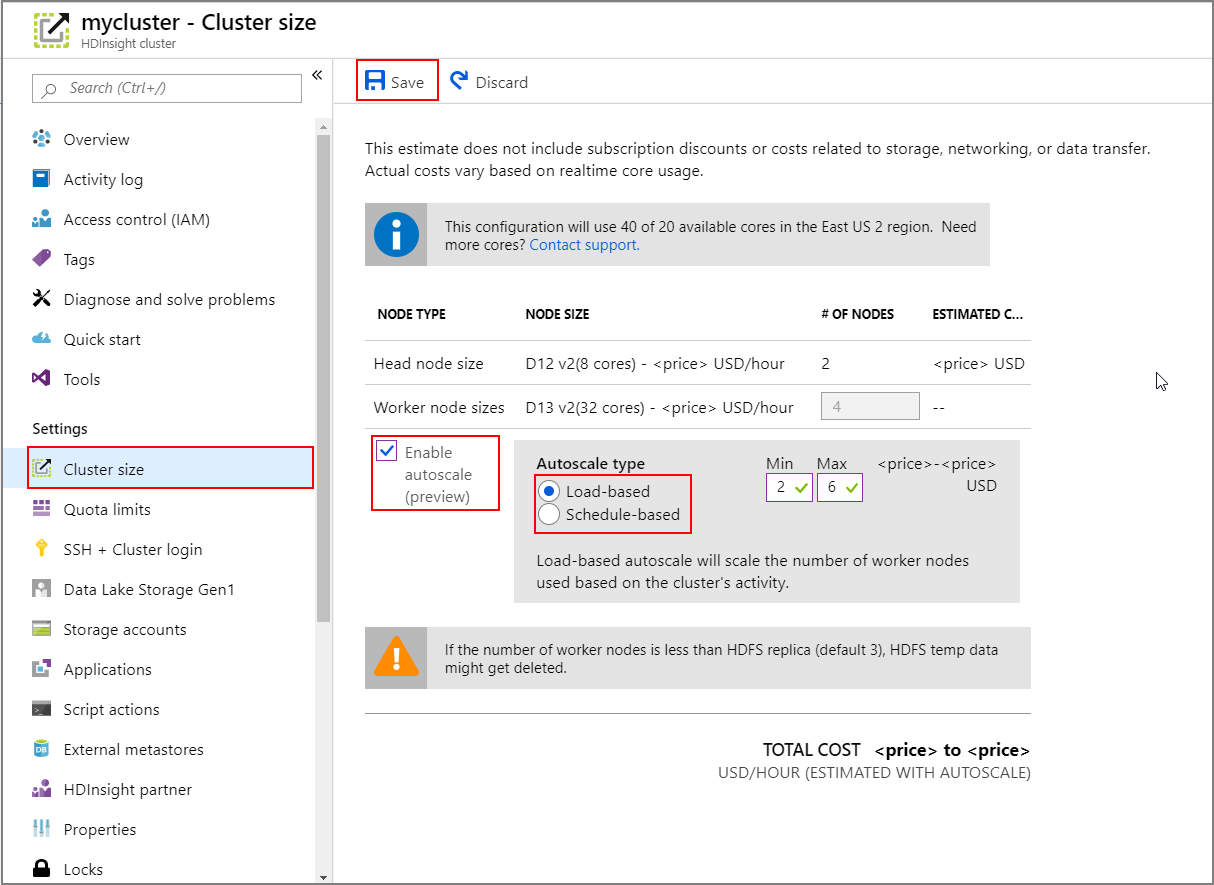 mycluster - Cluster size
HDInsight cluster
Search (Ctrl+/)
«
Overview
Activity log
Access control (IAM)
Tags
Diagnose and solve problems
Quick start
Tools
Settings
Cluster size
Quota limits
SSH + Cluster login
Data Lake Storage Gen1
Storage accounts
Applications
Script actions
External metastores
HDInsight partner
Properties
Locks
Save
Discard
This estimate does not include subscription discounts or costs related to storage, networking, or data transfer.
Actual costs vary based on realtime core usage.
This configuration will use 40 of 20 available cores in the East US 2 region. Need
more cores? Contact support.
NODE TYPE NODE SIZE # OF NODES ESTIMATED C...
Head node size D12 v2(8 cores) - <price> USD/hour 2 <price> USD
Worker node sizes D13 v2(32 cores) - <price> USD/hour 4 --
Enable
autoscale
(preview)
Autoscale type
Load-based
Schedule-based
Min Max <price>-<price>
2 6 USD
Load-based autoscale will scale the number of worker nodes
used based on the cluster's activity.
If the number of worker nodes is less than HDFS replica (default 3), HDFS temp data
might get deleted.
TOTAL COST <price> to <price>
USD/HOUR (ESTIMATED WITH AUTOSCALE)